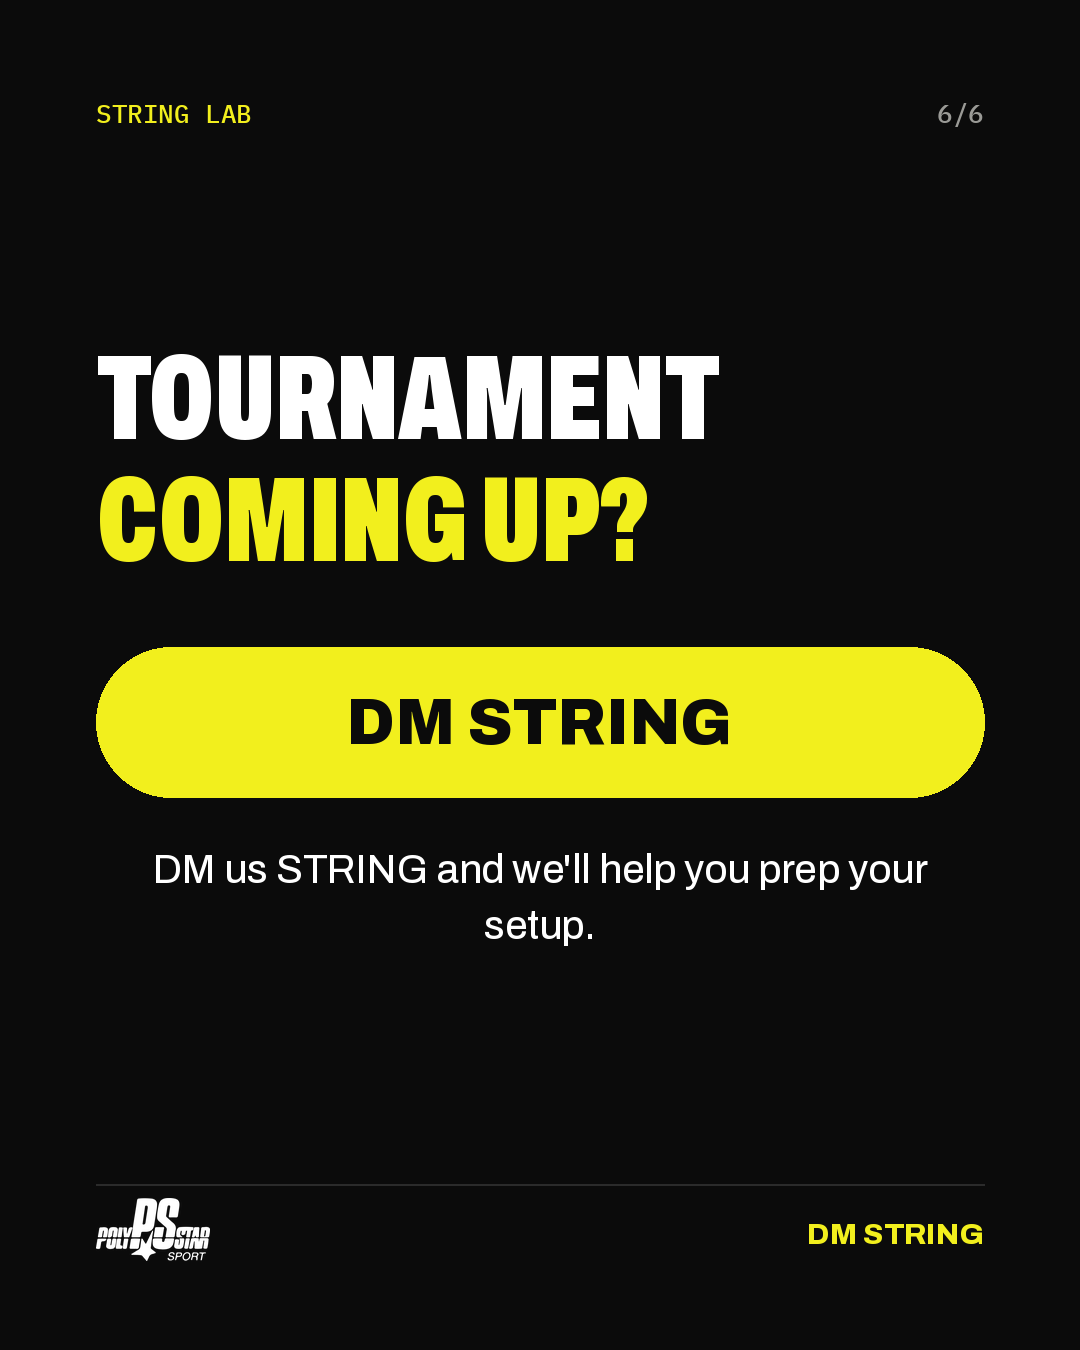 STRING LAB
6/6
TOURNAMENT
COMING UP?
DM STRING
DM us STRING and we'll help you prep your
setup.
POLY PS STAR
SPORT
DM STRING